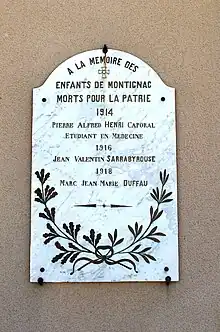 A LA MEMOIRE DES
ENFANTS DE MONTIGNAC
MORTS POUR LA PATRIE
1914
PIERRE ALFRED HENRI CAPORAL
ETUDIANT EN MEDECINE
1916
JEAN VALENTIN SARRABYROUSE
1918
MARC JEAN MARIE DUFFAU